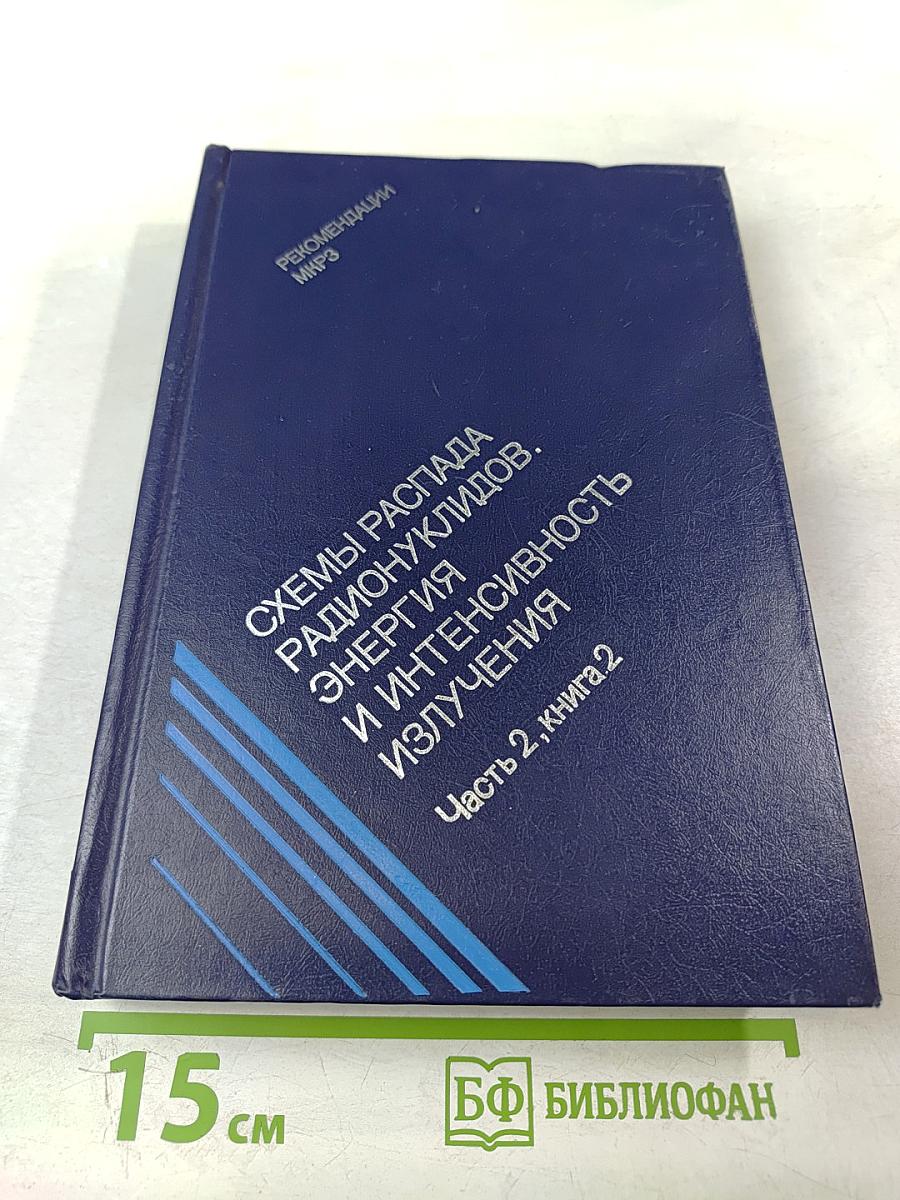 РЕКОМЕНДАЦИИ
МКРЗ
СХЕМЫ РАСПАДА
РАДИОНУКЛИДОВ.
ЭНЕРГИЯ
И ИНТЕНСИВНОСТЬ
ИЗЛУЧЕНИЯ
Часть 2, книга 2
15 см
БФ БИБЛИОФАН